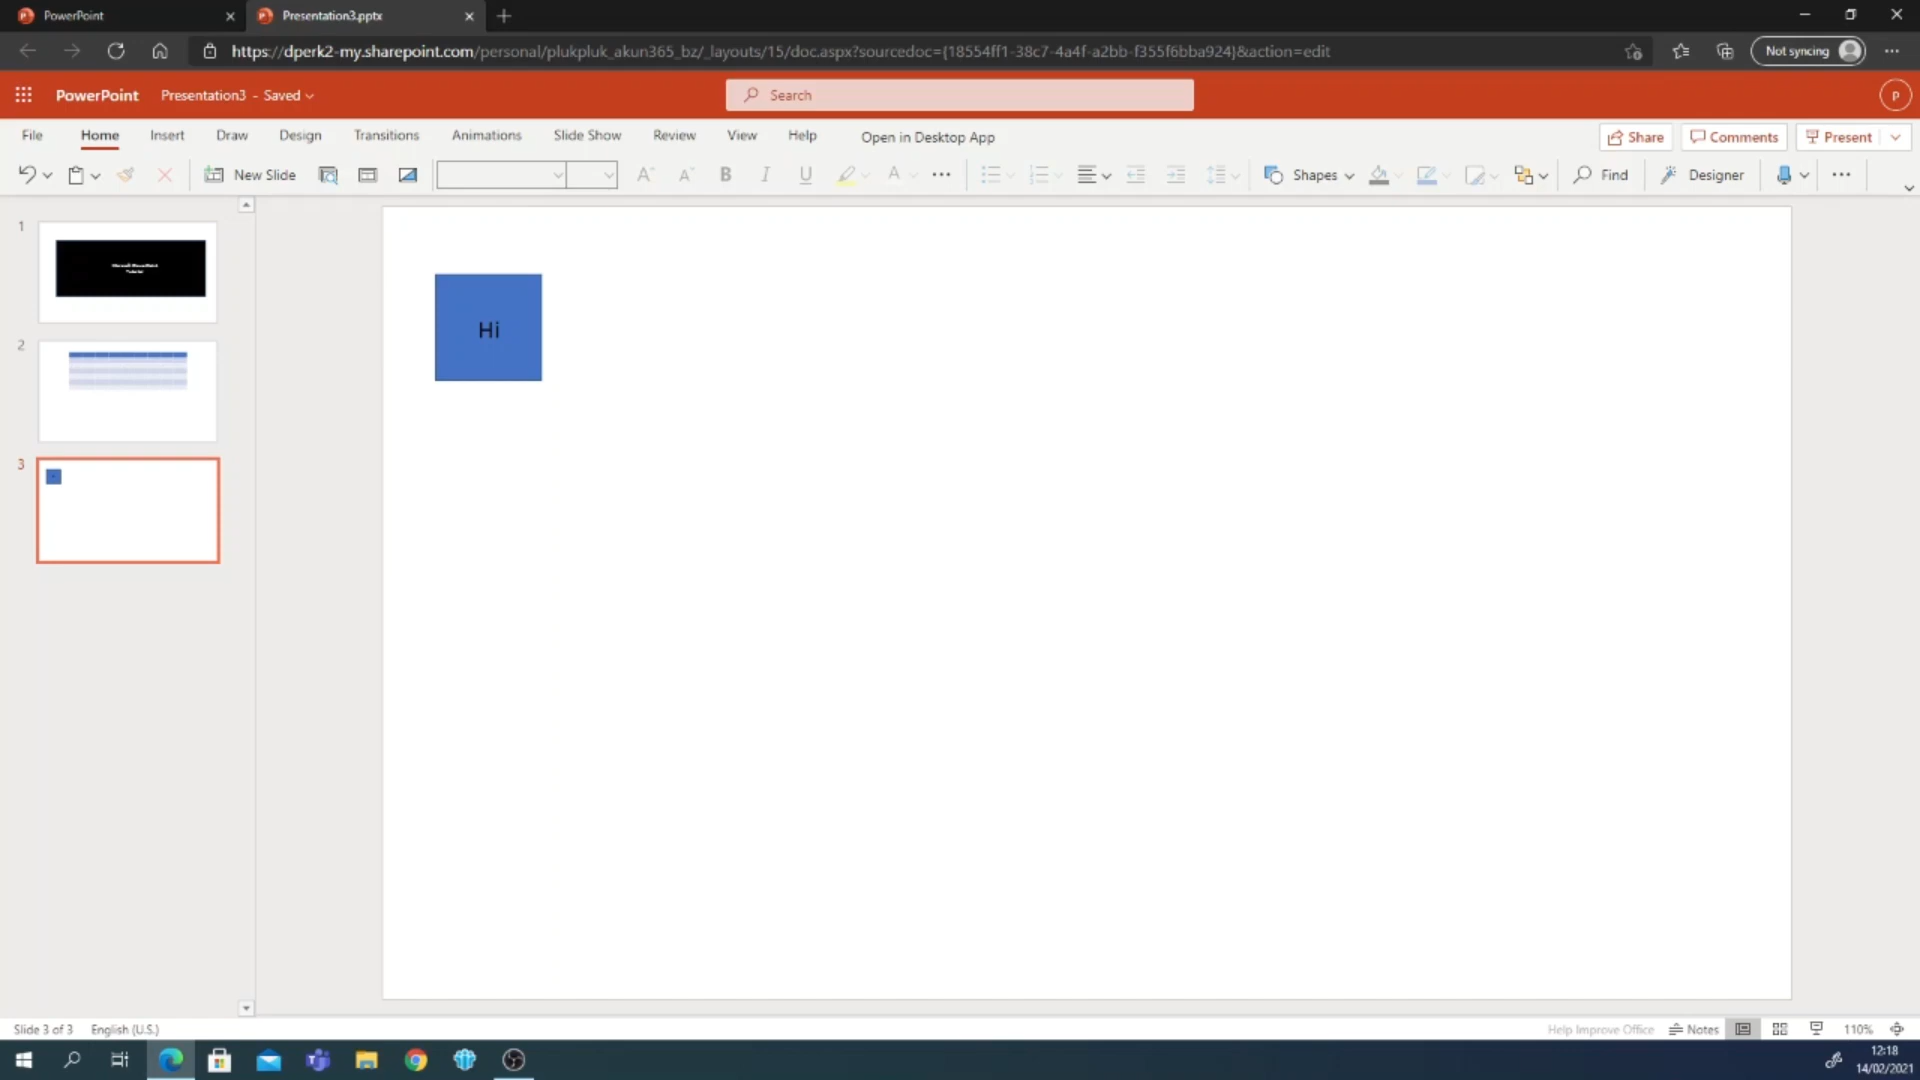 PowerPoint
Presentation3.pptx
https://dperk2-my.sharepoint.com/personal/plukpluk_akun365_bz/_layouts/15/doc.aspx?sourcedoc={18554ff1-38c7-4a4f-a2bb-f355f6bba924}&action=edit
Not syncing
PowerPoint
Presentation3 - Saved
Search
P
File
Home
Insert
Draw
Design
Transitions
Animations
Slide Show
Review
View
Help
Open in Desktop App
Share
Comments
Present
New Slide
Shapes
Find
Designer
1
2
3
Hi
Slide 3 of 3
English (U.S.)
Help Improve Office
Notes
110%
12:18
14/02/2021